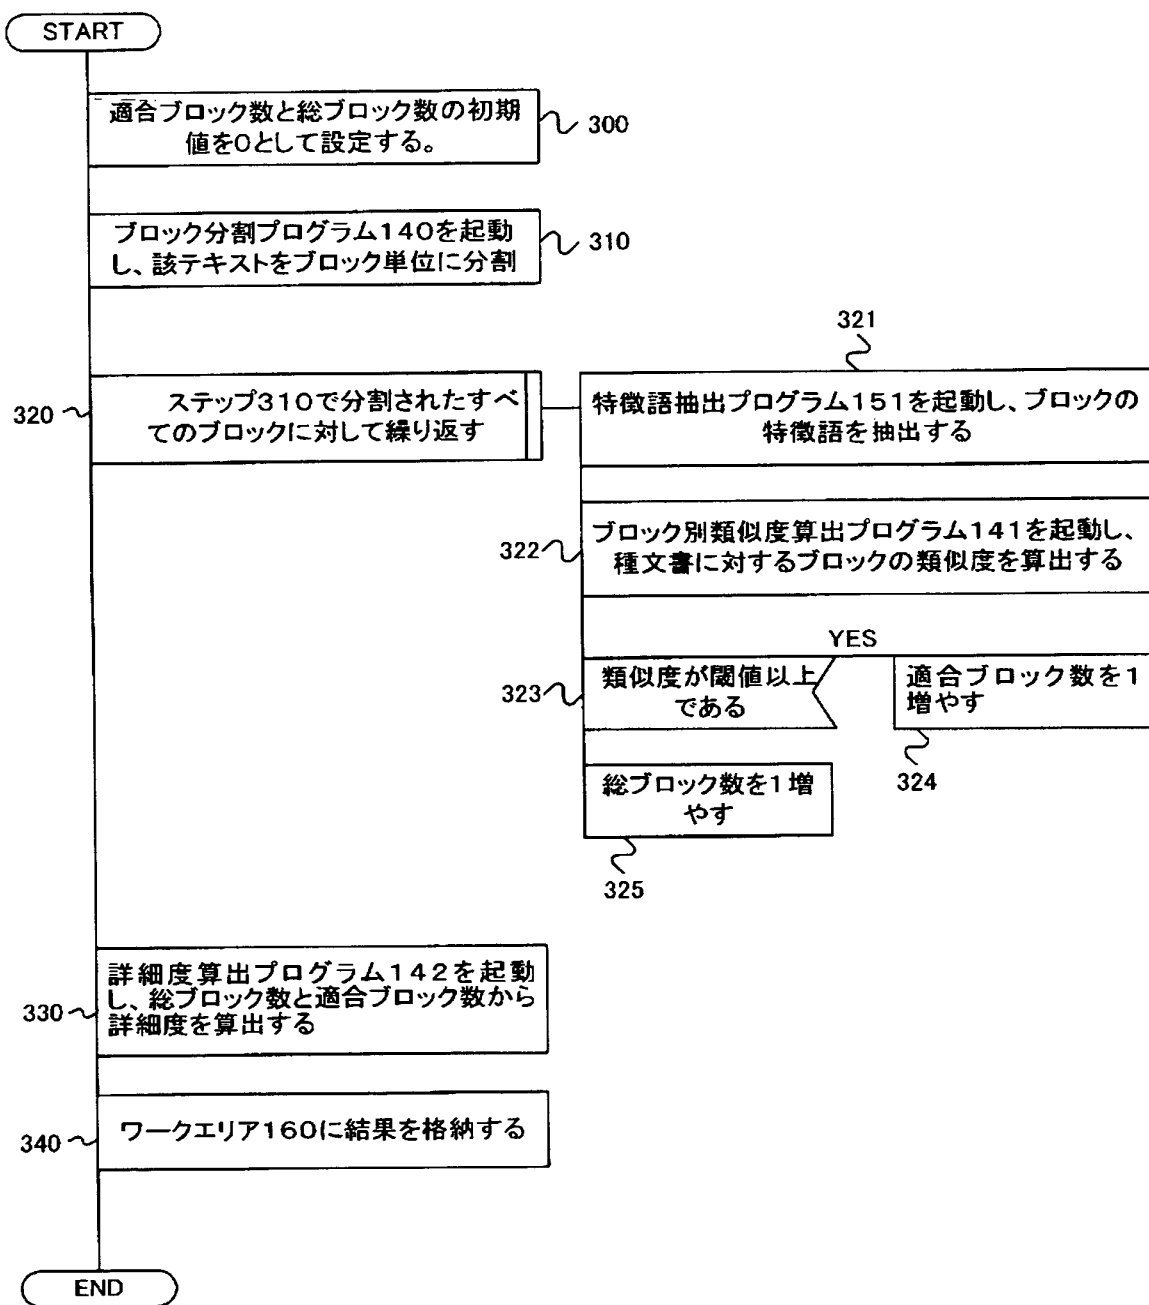 START
適合ブロック数と総ブロック数の初期
値を0として設定する。
300
ブロック分割プログラム140を起動
し、該テキストをブロック単位に分割
310
320
ステップ310で分割されたすべ
てのブロックに対して繰り返す
321
特徴語抽出プログラム151を起動し、ブロックの
特徴語を抽出する
322
ブロック別類似度算出プログラム141を起動し、
種文書に対するブロックの類似度を算出する
YES
323
類似度が閾値以上
である
適合ブロック数を1
増やす
324
総ブロック数を1増
やす
325
330
詳細度算出プログラム142を起動
し、総ブロック数と適合ブロック数から
詳細度を算出する
340
ワークエリア160に結果を格納する
END